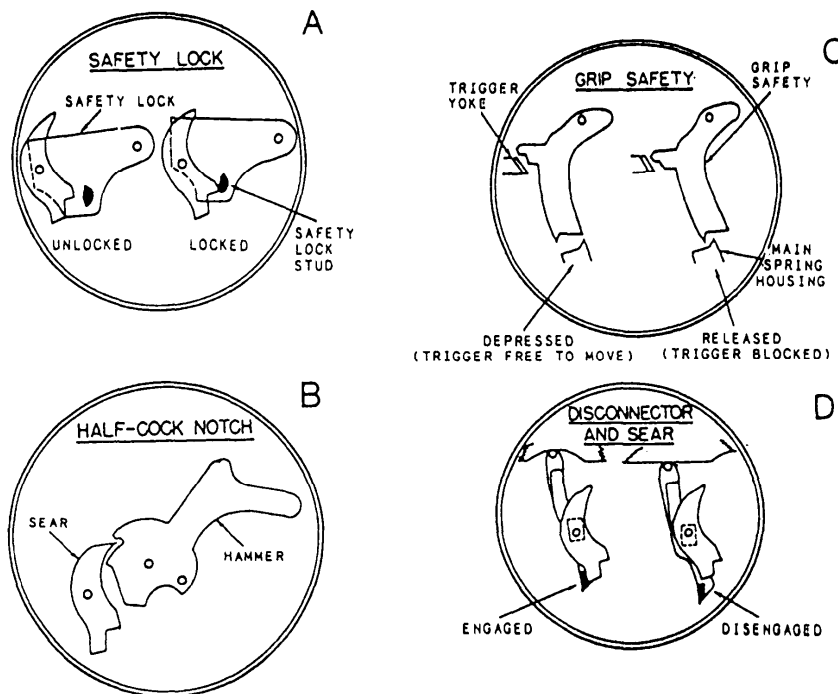 A
SAFETY LOCK
SAFETY LOCK
UNLOCKED
LOCKED
SAFETY
LOCK
STUD
B
HALF-COCK NOTCH
SEAR
HAMMER
C
GRIP SAFETY
TRIGGER
YOKE
GRIP
SAFETY
MAIN
SPRING
HOUSING
DEPRESSED
(TRIGGER FREE TO MOVE)
RELEASED
(TRIGGER BLOCKED)
D
DISCONNECTOR
AND SEAR
ENGAGED
DISENGAGED